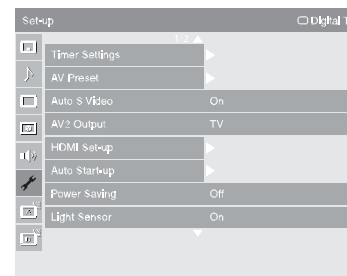 Set-up
Digital T
1/2
Timer Settings
AV Preset
Auto S Video On
AV2 Output TV
HDMI Set-up
Auto Start-up
Power Saving Off
Light Sensor On